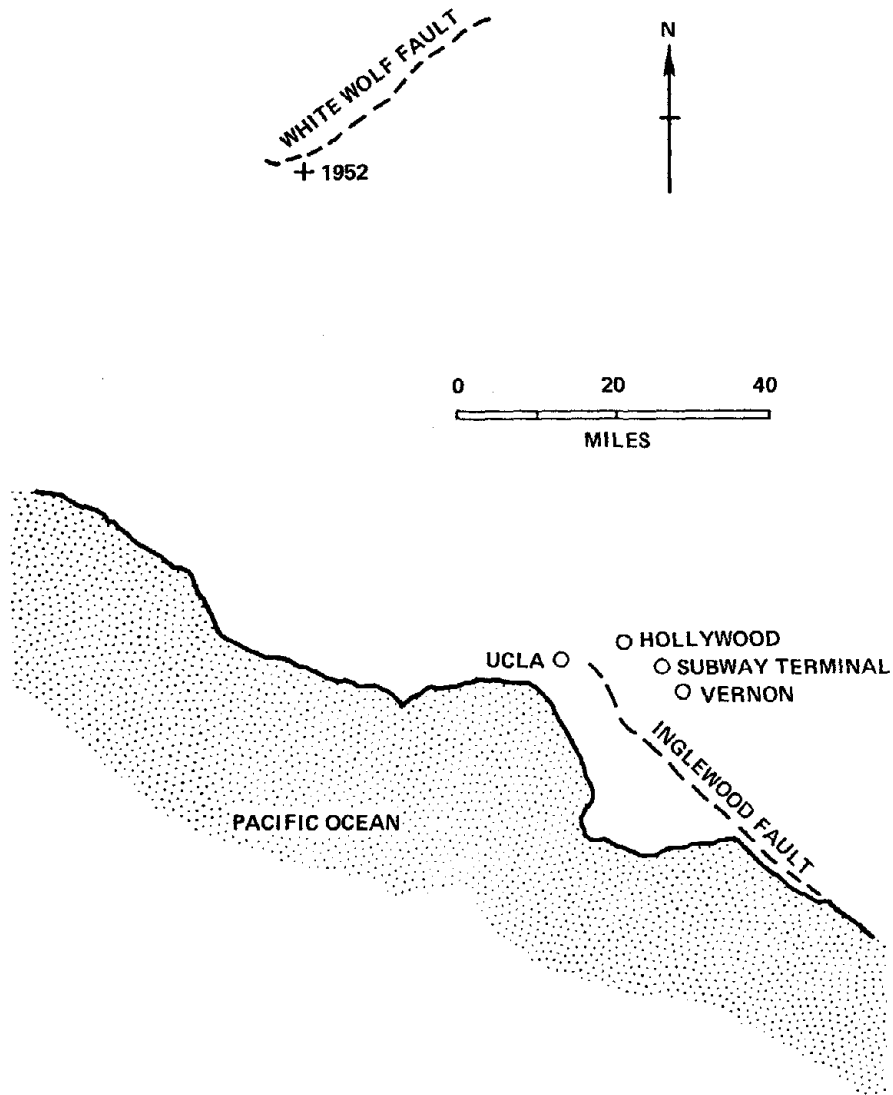 N
WHITE WOLF FAULT
1952
0 20 40
MILES
HOLLYWOOD
UCLA
SUBWAY TERMINAL
VERNON
INGLEWOOD FAULT
PACIFIC OCEAN